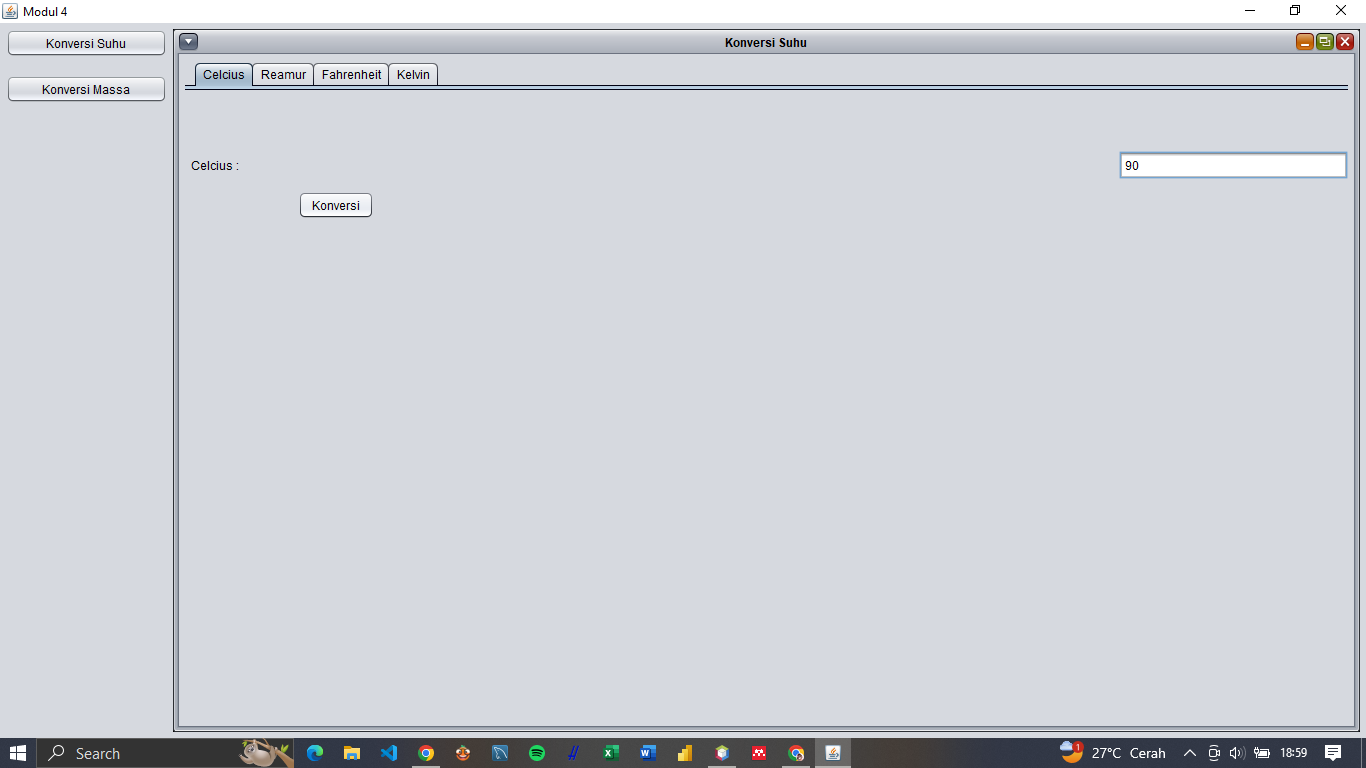 Modul 4
Konversi Suhu
Konversi Massa
Konversi Suhu
Celcius Reamur Fahrenheit Kelvin
Celcius : 90
Konversi
Search 27°C Cerah 18:59